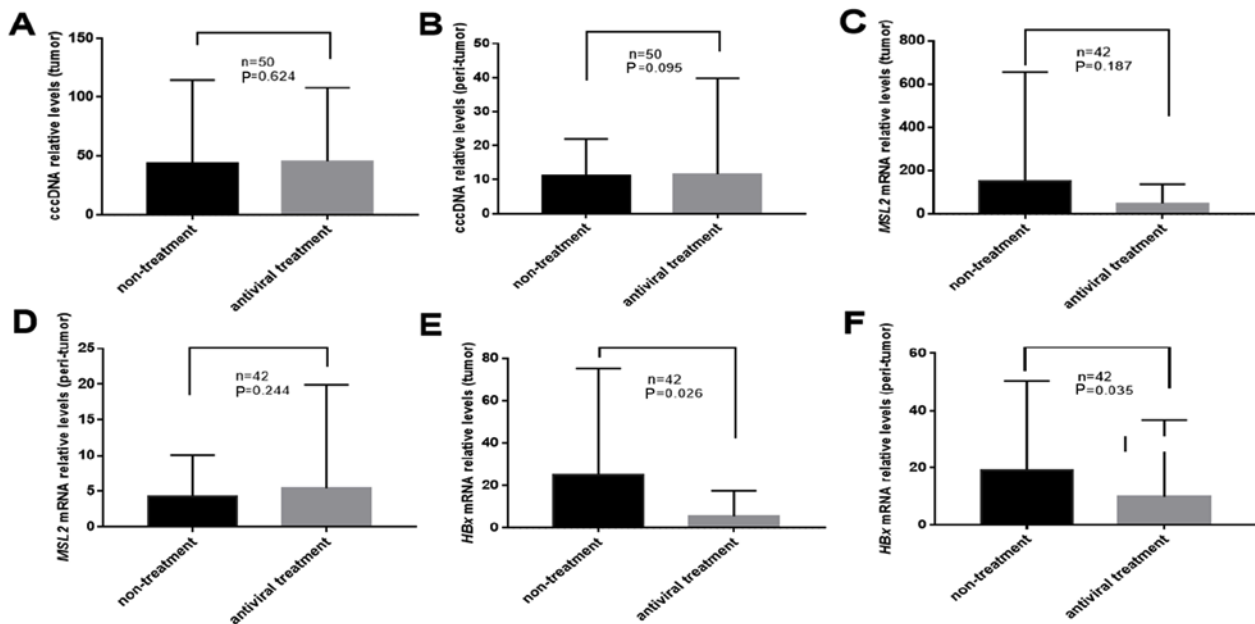 A
cccDNA relative levels (tumor)
150
100
50
0
n=50
P=0.624
non-treatment
antiviral treatment
B
cccDNA relative levels (peri-tumor)
50
40
30
20
10
0
n=50
P=0.095
non-treatment
antiviral treatment
C
MSL2 mRNA relative levels (tumor)
800
600
400
200
0
n=42
P=0.187
non-treatment
antiviral treatment
D
MSL2 mRNA relative levels (peri-tumor)
25
20
15
10
5
0
n=42
P=0.244
non-treatment
antiviral treatment
E
HBx mRNA relative levels (tumor)
80
60
40
20
0
n=42
P=0.026
non-treatment
antiviral treatment
F
HBx mRNA relative levels (peri-tumor)
60
40
20
0
n=42
P=0.035
non-treatment
antiviral treatment